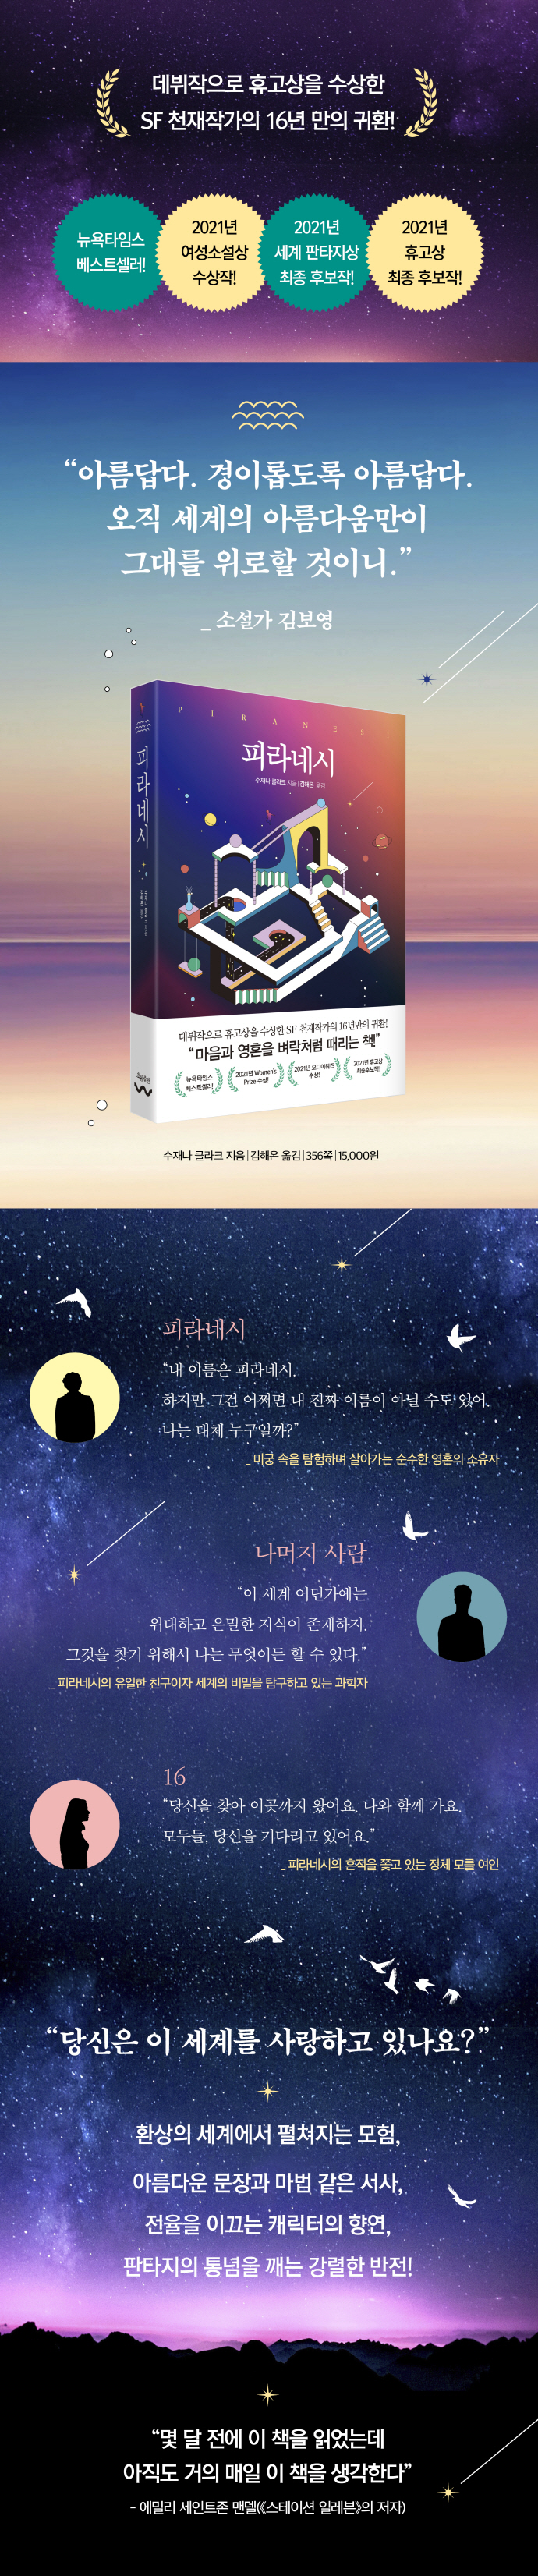 데뷔작으로 휴고상을 수상한
SF 천재작가의 16년 만의 귀환!
뉴욕타임스
베스트셀러!
2021년
여성소설상
수상작!
2021년
세계 판타지상
최종 후보작!
2021년
휴고상
최종 후보작!
“아름답다. 경이롭도록 아름답다.
오직 세계의 아름다움만이
그대를 위로할 것이니.”
_ 소설가 김보영
PIRANESI
피라네시
수재나 클라크 지음 | 김해온 옮김
피라네시
데뷔작으로 휴고상을 수상한 SF 천재작가의 16년만의 귀환!
“마음과 영혼을 벼락처럼 때리는 책!”
뉴욕타임스
베스트셀러!
2021년 Women's
Prize 수상!
2021년 오디어워즈
수상!
2021년 휴고상
최종후보작!
수재나 클라크 지음 | 김해온 옮김 | 356쪽 | 15,000원
피라네시
“내 이름은 피라네시.
하지만 그건 어쩌면 내 진짜 이름이 아닐 수도 있어.
나는 대체 누구일까?”
_ 미궁 속을 탐험하며 살아가는 순수한 영혼의 소유자
나머지 사람
“이 세계 어딘가에는
위대하고 은밀한 지식이 존재하지.
그것을 찾기 위해서 나는 무엇이든 할 수 있다.”
_ 피라네시의 유일한 친구이자 세계의 비밀을 탐구하고 있는 과학자
16
“당신을 찾아 이곳까지 왔어요. 나와 함께 가요.
모두들, 당신을 기다리고 있어요.”
_ 피라네시의 흔적을 쫓고 있는 정체 모를 여인
“당신은 이 세계를 사랑하고 있나요?”
환상의 세계에서 펼쳐지는 모험,
아름다운 문장과 마법 같은 서사,
전율을 이끄는 캐릭터의 향연,
판타지의 통념을 깨는 강렬한 반전!
“몇 달 전에 이 책을 읽었는데
아직도 거의 매일 이 책을 생각한다”
- 에밀리 세인트존 맨델(《스테이션 일레븐》의 저자)